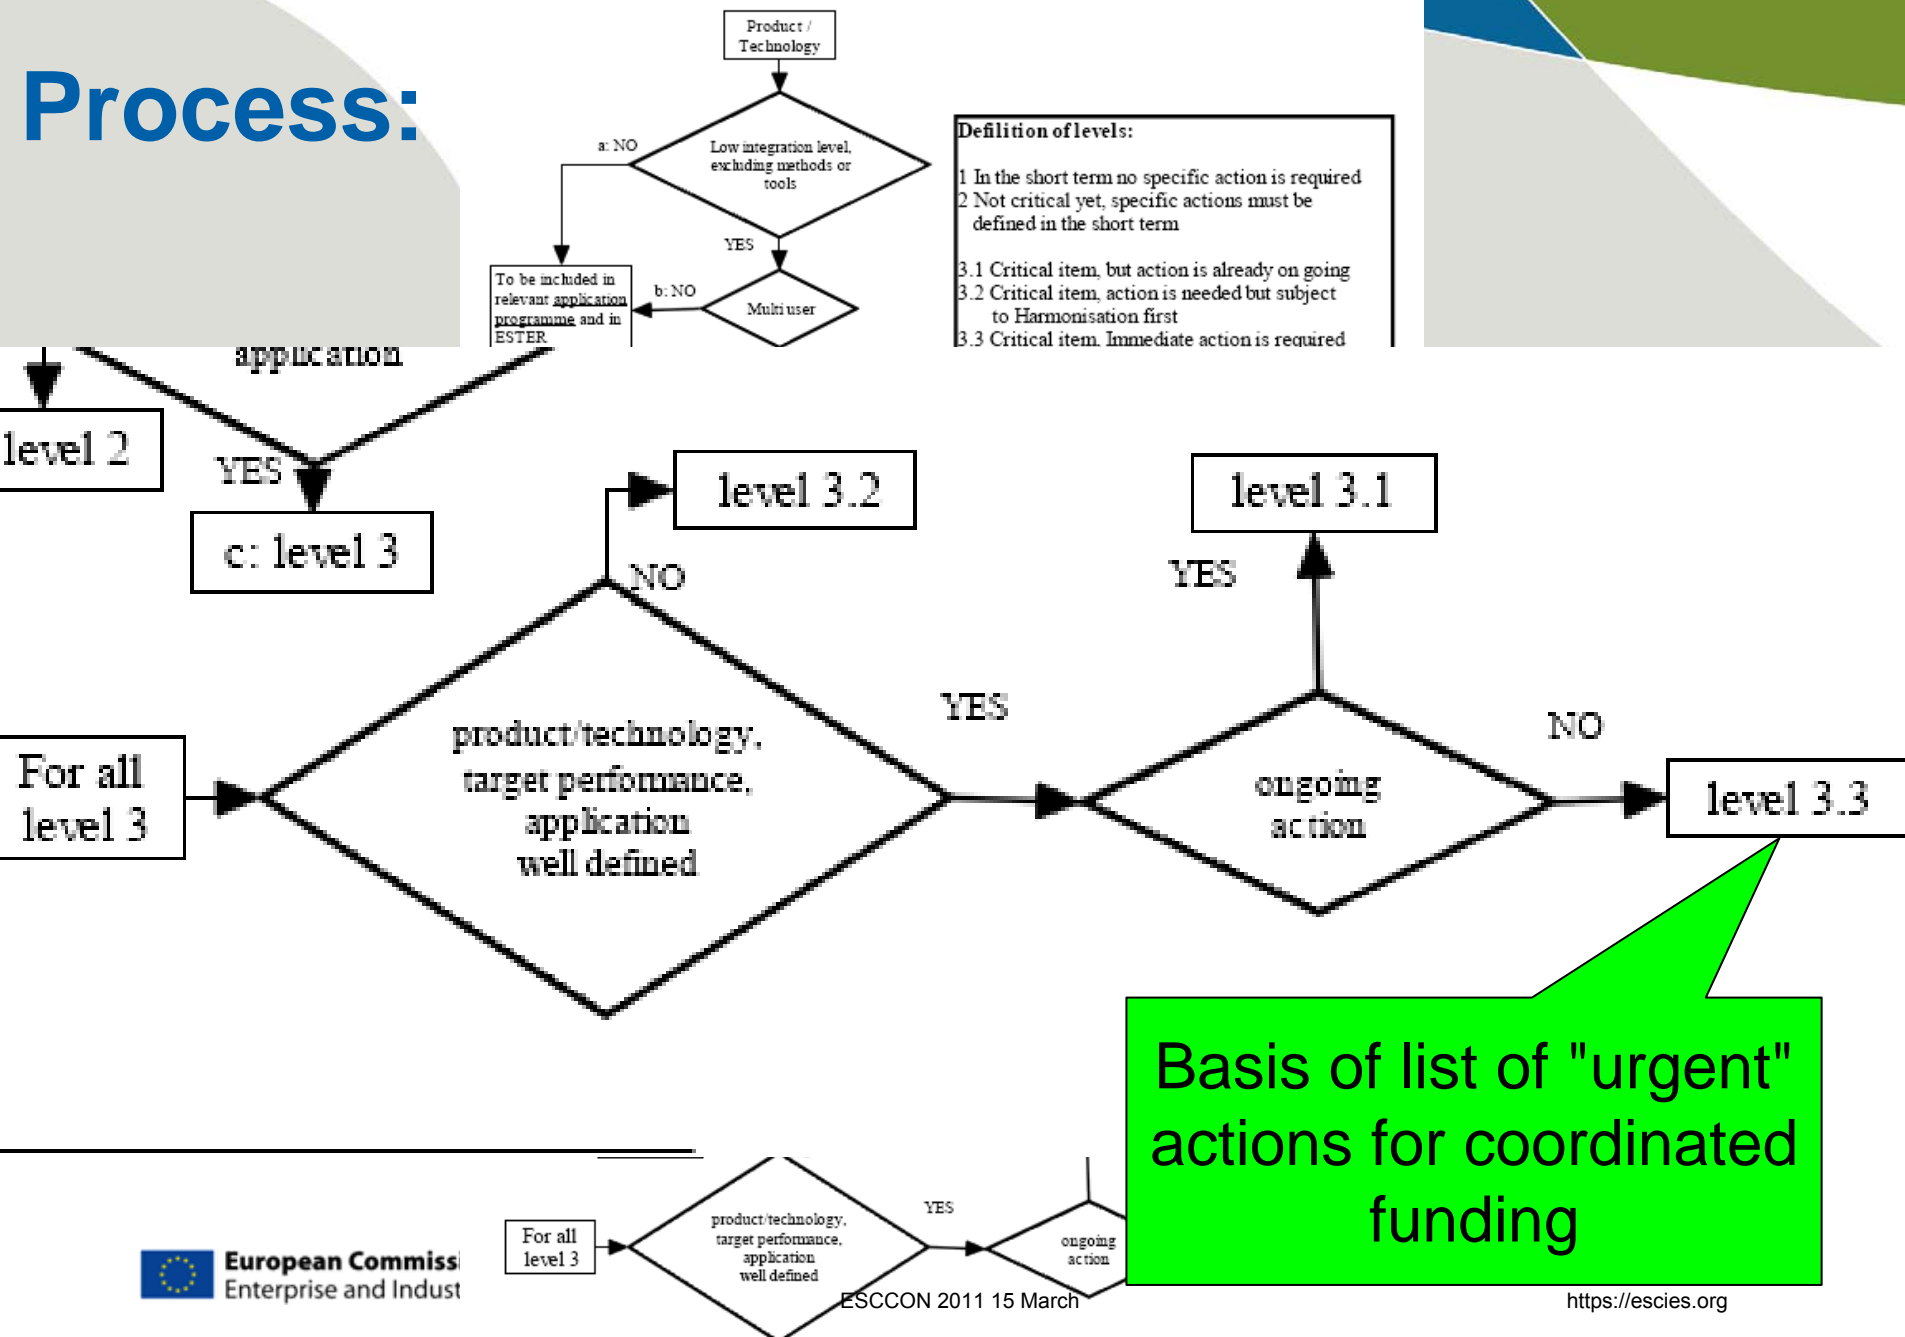 Process:
Product /
Technology
a: NO
Low integration level,
excluding methods or
tools
YES
To be included in
relevant application
programme and in
ESTER
b: NO
Multi user
Defilition of levels:
1 In the short term no specific action is required
2 Not critical yet, specific actions must be
defined in the short term
3.1 Critical item, but action is already on going
3.2 Critical item, action is needed but subject
to Harmonisation first
3.3 Critical item, Immediate action is required
application
level 2
YES
c: level 3
level 3.2
NO
level 3.1
YES
For all
level 3
product/technology,
target performance,
application
well defined
YES
ongoing
action
NO
level 3.3
Basis of list of "urgent"
actions for coordinated
funding
For all
level 3
product/technology,
target performance,
application
well defined
YES
ongoing
action
European Commissi
Enterprise and Indust
ESCCON 2011 15 March
https://escies.org